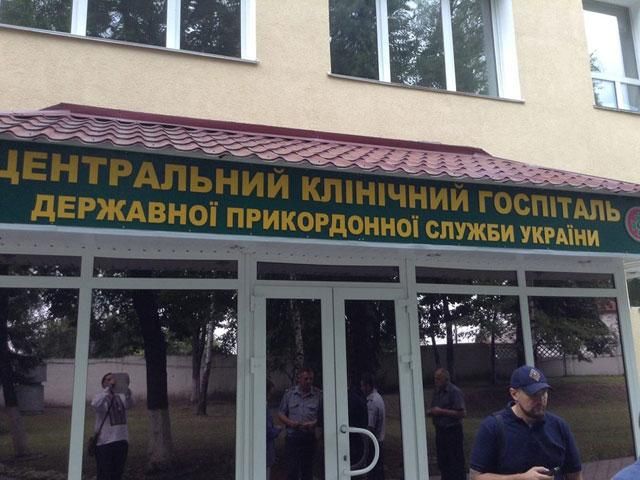 ЦЕНТРАЛЬНИЙ КЛІНІЧНИЙ ГОСПІТАЛЬ
ДЕРЖАВНОЇ ПРИКОРДОННОЇ СЛУЖБИ УКРАЇНИ